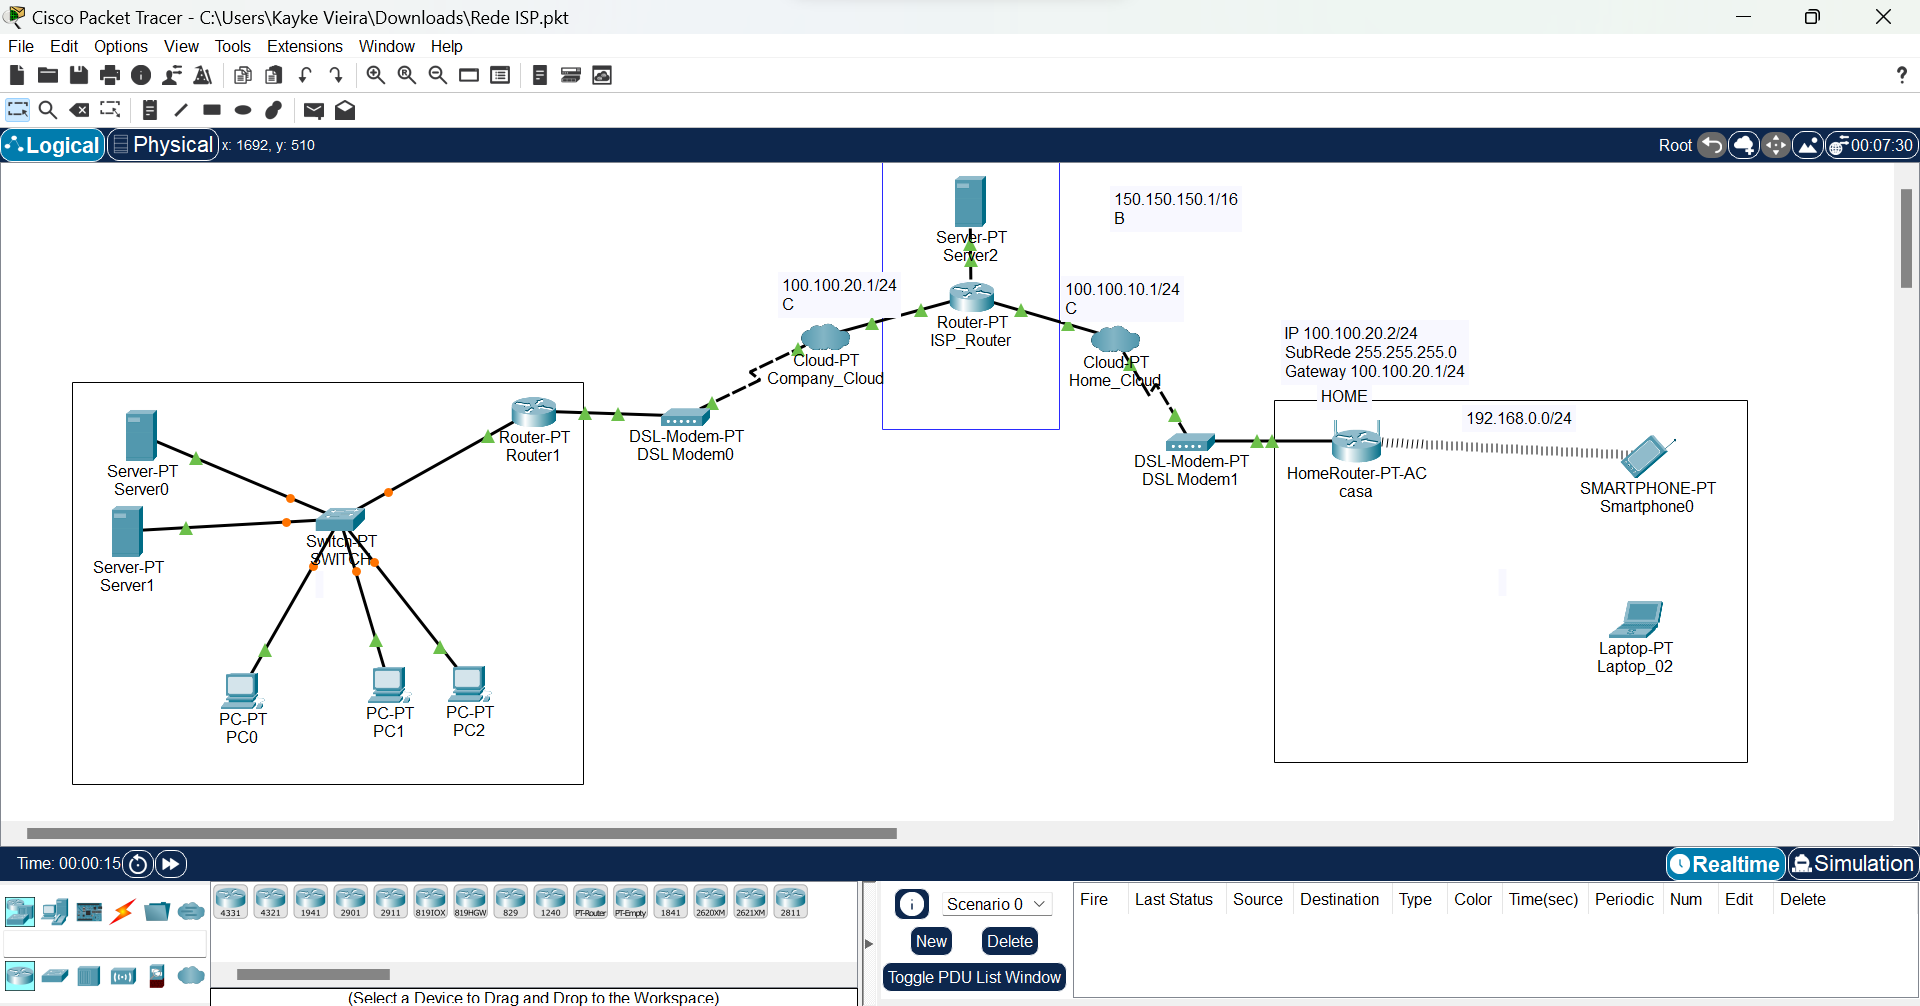 Cisco Packet Tracer - C:\Users\Kayke Vieira\Downloads\Rede ISP.pkt
File Edit Options View Tools Extensions Window Help
?
Logical Physical x: 1692, y: 510 Root 00:07:30
150.150.150.1/16
B
Server-PT
Server2
100.100.20.1/24
C
100.100.10.1/24
C
Router-PT
ISP_Router
Cloud-PT
Company_Cloud
Cloud-PT
Home_Cloud
IP 100.100.20.2/24
SubRede 255.255.255.0
Gateway 100.100.20.1/24
HOME
192.168.0.0/24
Router-PT
Router1
DSL-Modem-PT
DSL Modem0
DSL-Modem-PT
DSL Modem1
HomeRouter-PT-AC
casa
SMARTPHONE-PT
Smartphone0
Server-PT
Server0
Switch-PT
SWITCH
Server-PT
Server1
Laptop-PT
Laptop_02
PC-PT
PC0
PC-PT
PC1
PC-PT
PC2
Time: 00:00:15 Realtime Simulation
4331 4321 1941 2901 2911 819IOX 819HGW 829 1240 PT-Router PT-Empty 1841 2620XM 2621XM 2811
Scenario 0
New Delete
Toggle PDU List Window
Fire Last Status Source Destination Type Color Time(sec) Periodic Num Edit Delete
(Select a Device to Drag and Drop to the Workspace)